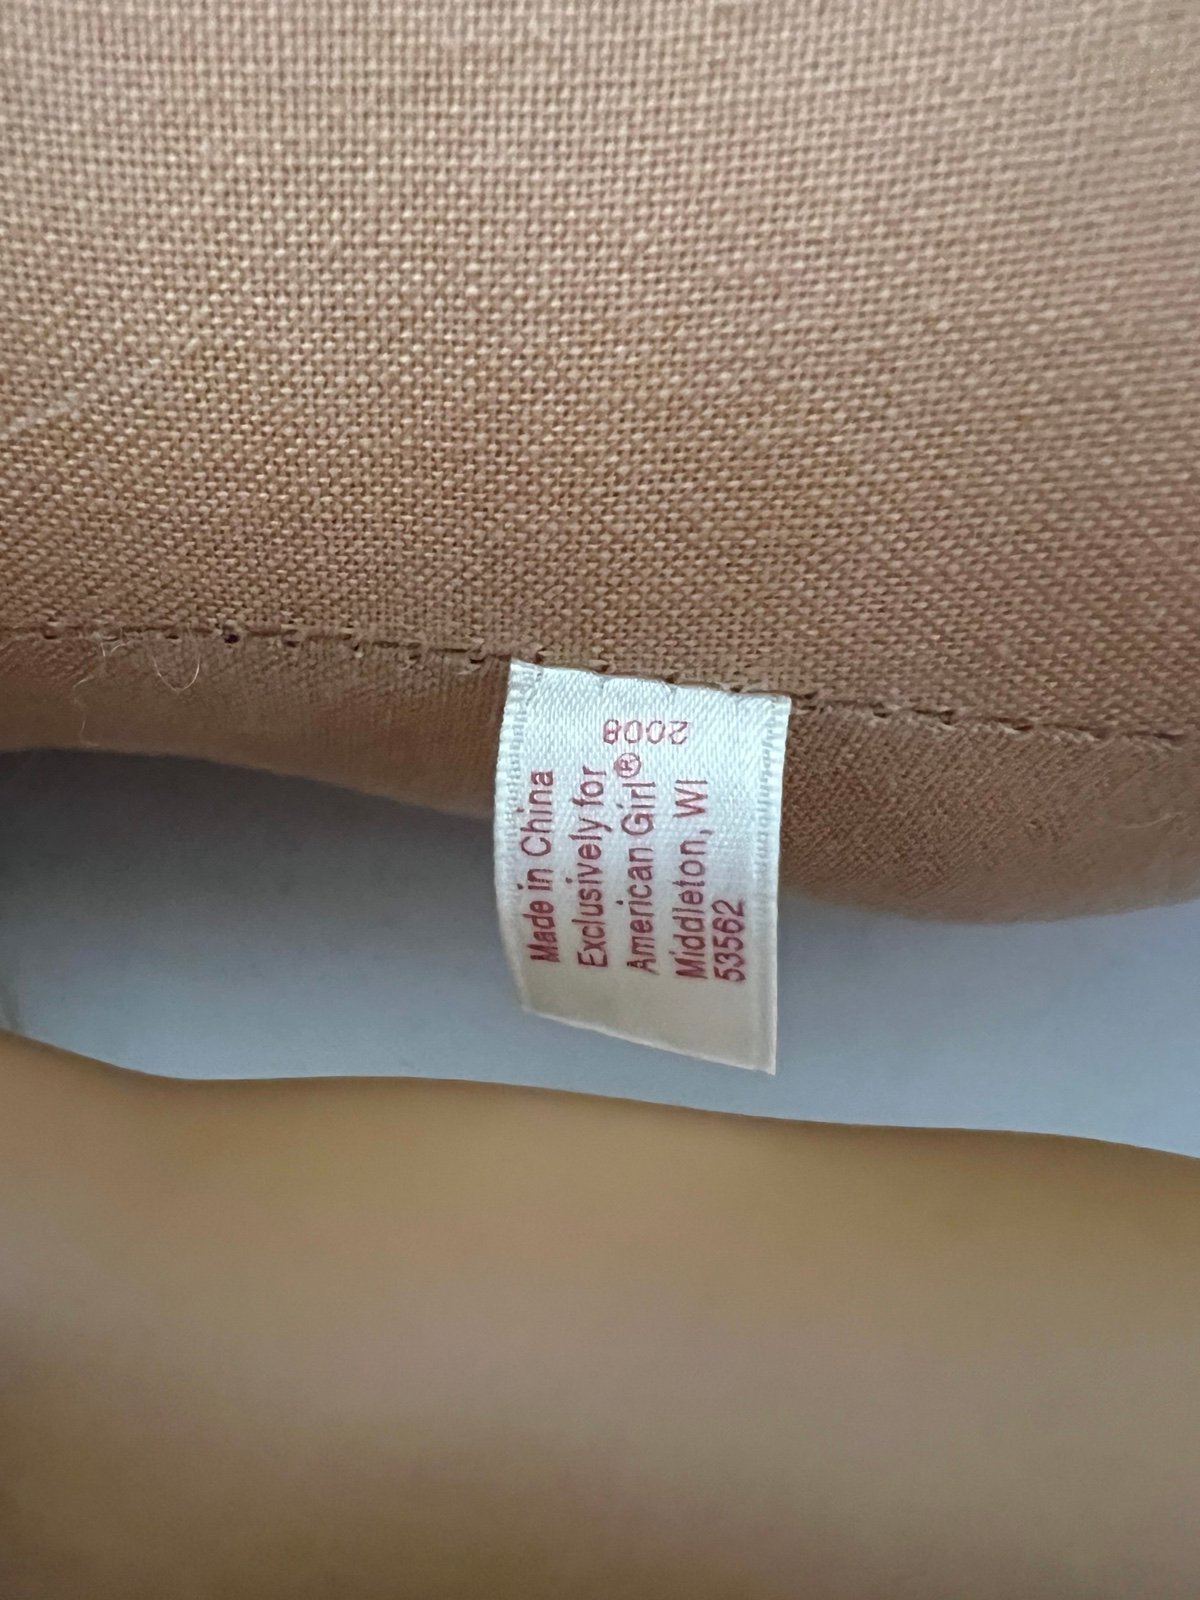 Made in China
Exclusively for
American Girl®
Middleton, WI
53562
2008